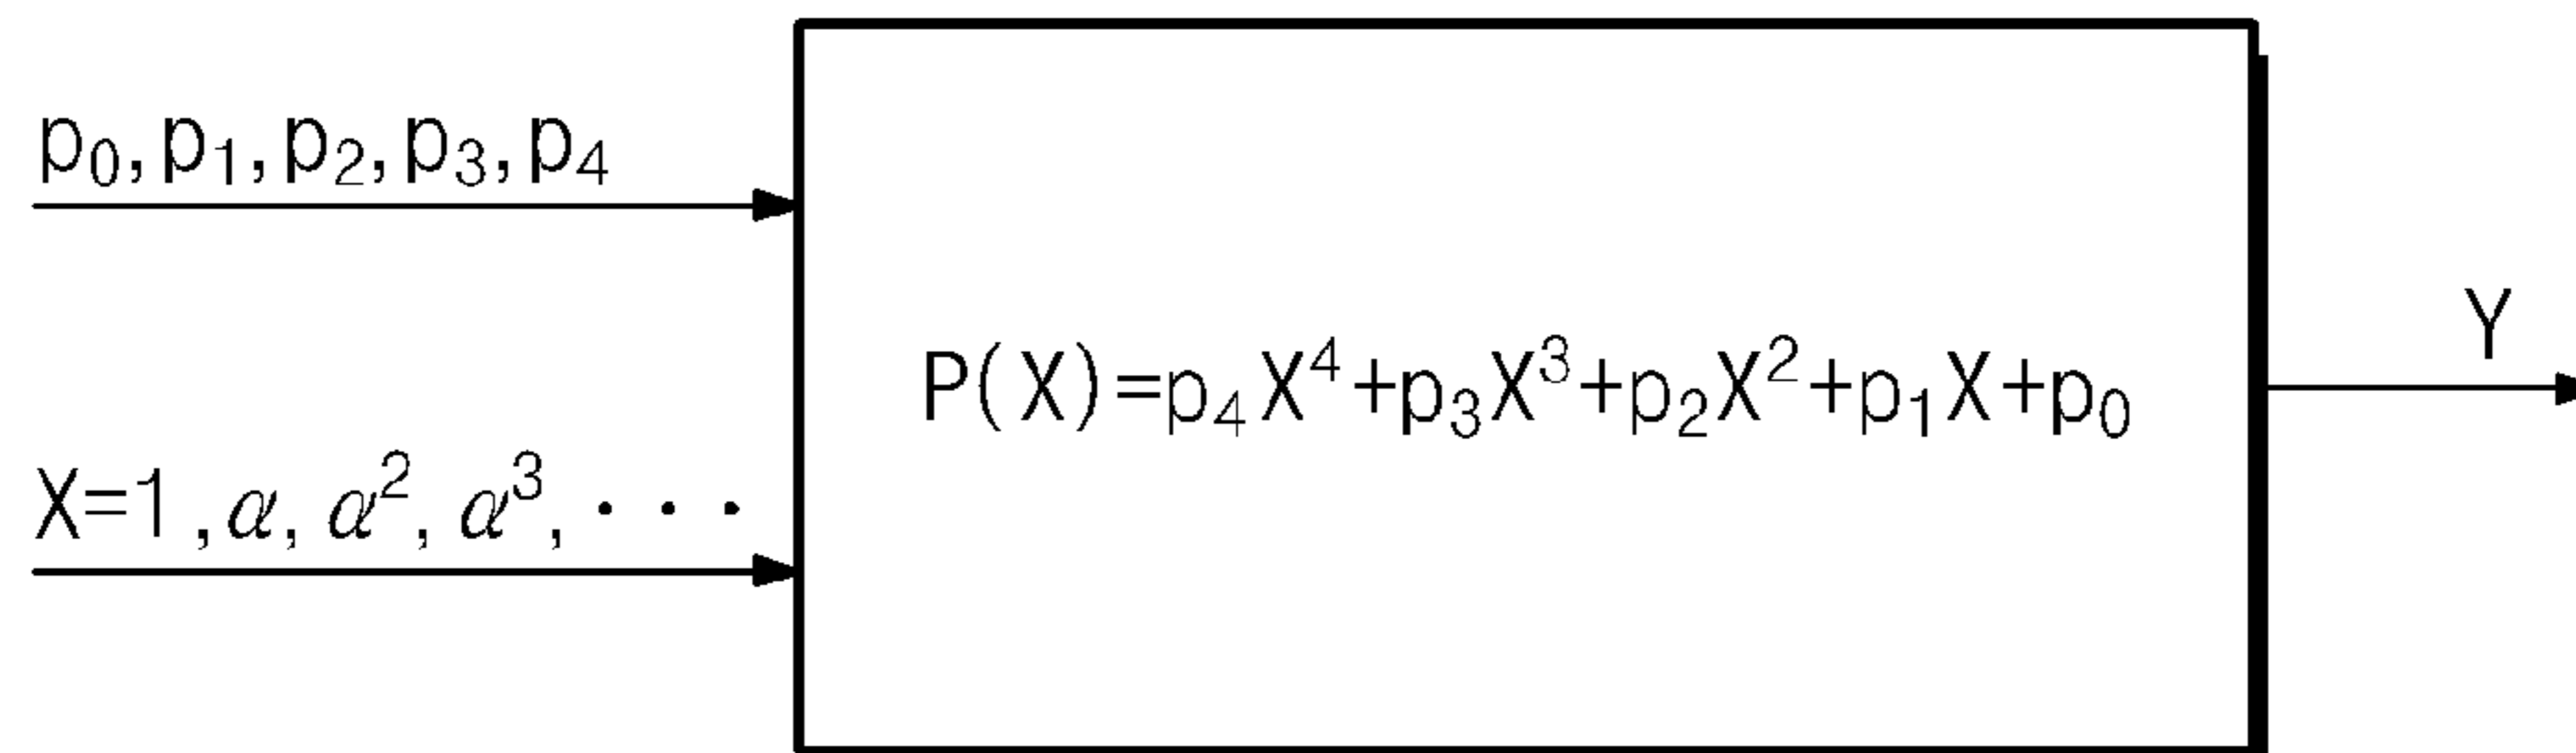 p₀,p₁,p₂,p₃,p₄
X=1,α,α²,α³,···
P(X)=p₄X⁴+p₃X³+p₂X²+p₁X+p₀
Y